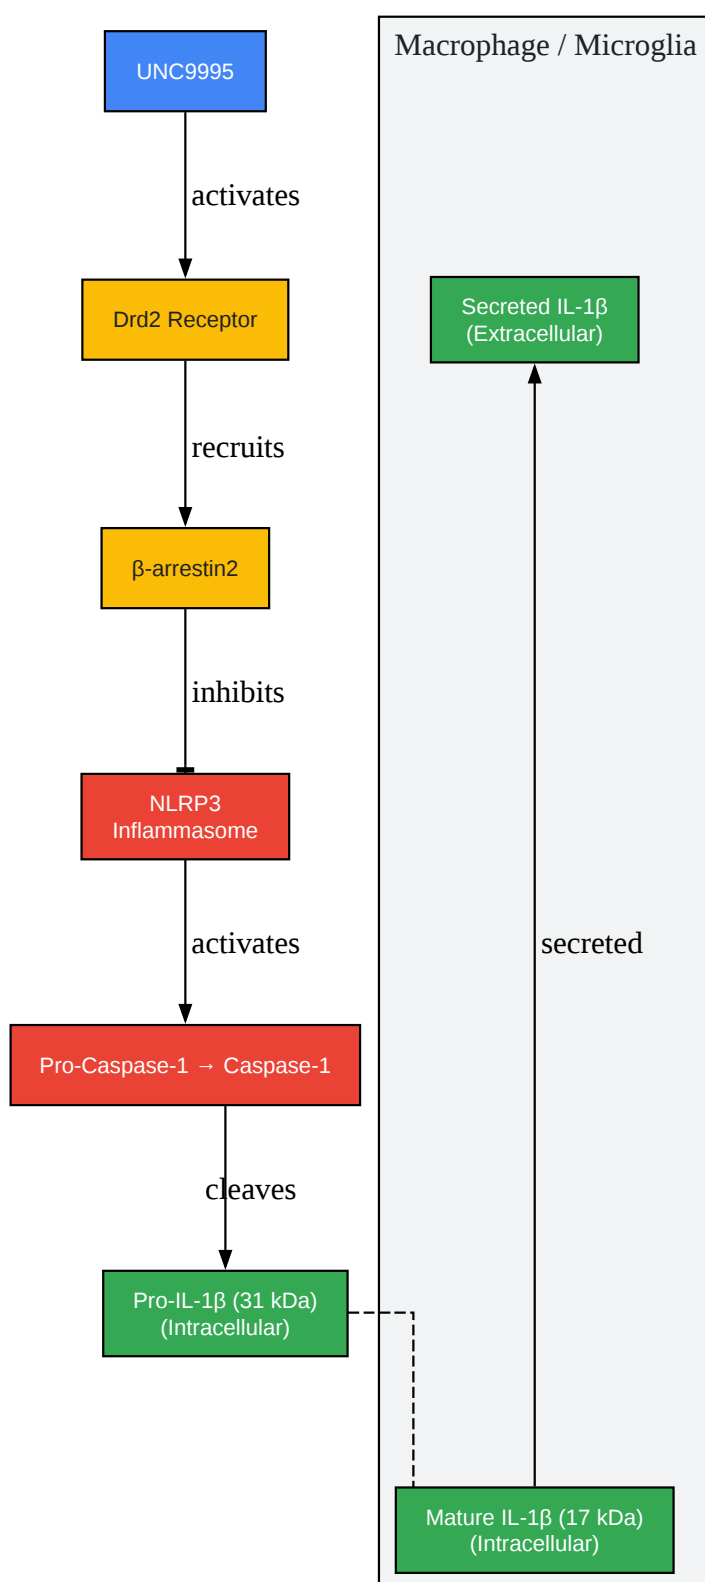 Macrophage / Microglia
UNC9995
activates
Drd2 Receptor
Secreted IL-1β
(Extracellular)
recruits
β-arrestin2
inhibits
NLRP3
Inflammasome
activates
secreted
Pro-Caspase-1 → Caspase-1
cleaves
Pro-IL-1β (31 kDa)
(Intracellular)
Mature IL-1β (17 kDa)
(Intracellular)